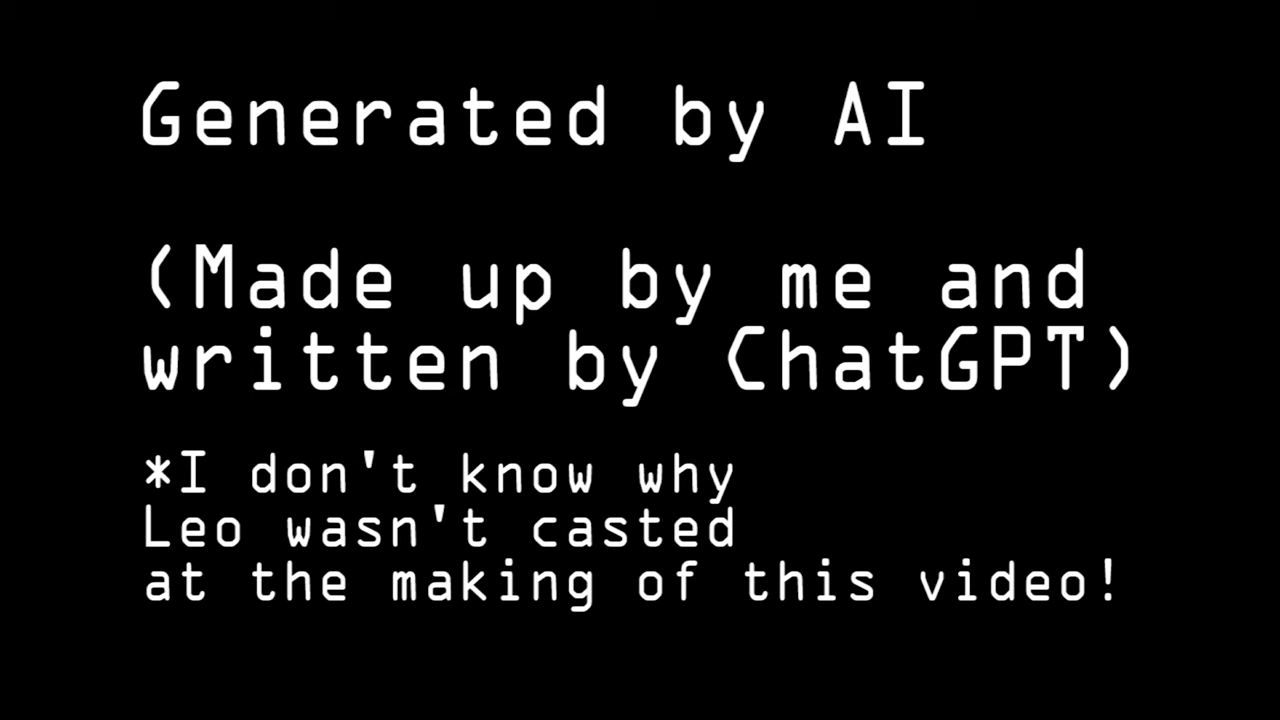 Generated by AI
(Made up by me and
written by ChatGPT)
*I don't know why
Leo wasn't casted
at the making of this video!